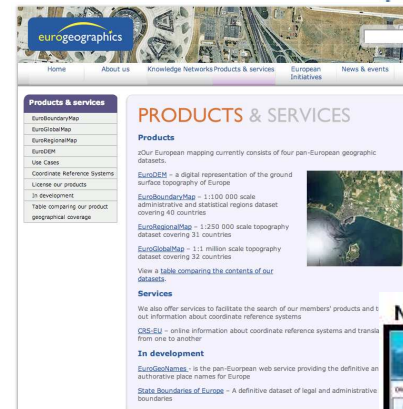 eurogeographics
Home About us Knowledge Networks Products & services European Initiatives News & events
Products & services
EuroBoundaryMap
EuroGlobalMap
EuroRegionalMap
EuroDEM
Use Cases
Coordinate Reference Systems
License our products
In development
Table comparing our product
geographical coverage
PRODUCTS & SERVICES
Products
zOur European mapping currently consists of four pan-European geographic
datasets.
EuroDEM – a digital representation of the ground
surface topography of Europe
EuroBoundaryMap – 1:100 000 scale
administrative and statistical regions dataset
covering 40 countries
EuroRegionalMap – 1:250 000 scale topography
dataset covering 31 countries
EuroGlobalMap – 1:1 million scale topography
dataset covering 32 countries
View a table comparing the contents of our
datasets.
Services
We also offer services to facilitate the search of our members' products and t
out information about coordinate reference systems
CRS-EU – online information about coordinate reference systems and transla
from one to another
In development
EuroGeoNames - is the pan-Euorpean web service providing the definitive an
authorative place names for Europe
State Boundaries of Europe – A definitive dataset of legal and administrative
boundaries